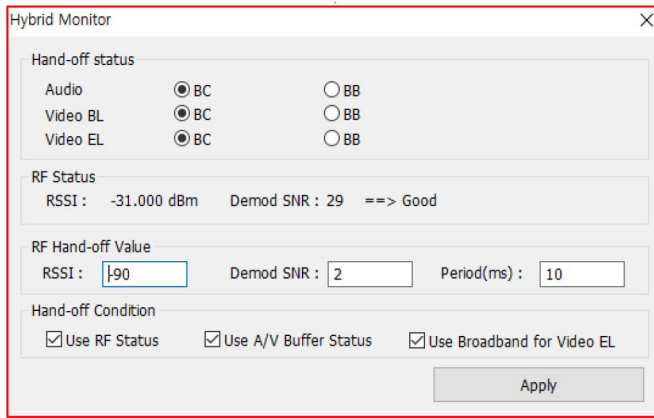 Hybrid Monitor
Hand-off status
Audio BC BB
Video BL BC BB
Video EL BC BB
RF Status
RSSI : -31.000 dBm Demod SNR : 29 ==> Good
RF Hand-off Value
RSSI : -90 Demod SNR : 2 Period(ms) : 10
Hand-off Condition
Use RF Status Use A/V Buffer Status Use Broadband for Video EL
Apply